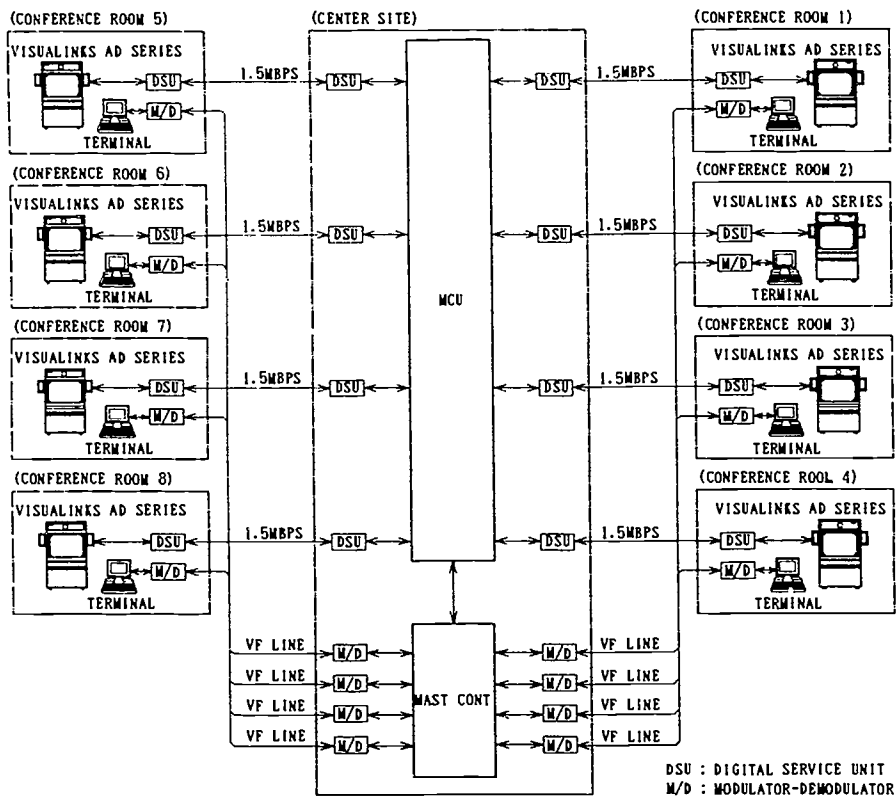 (CONFERENCE ROOM 5)
VISUALINKS AD SERIES
DSU
1.5MBPS
M/D
TERMINAL
(CONFERENCE ROOM 6)
VISUALINKS AD SERIES
DSU
1.5MBPS
M/D
TERMINAL
(CONFERENCE ROOM 7)
VISUALINKS AD SERIES
DSU
1.5MBPS
M/D
TERMINAL
(CONFERENCE ROOM 8)
VISUALINKS AD SERIES
DSU
1.5MBPS
M/D
TERMINAL
VF LINE
VF LINE
VF LINE
VF LINE
(CENTER SITE)
DSU
DSU
DSU
DSU
DSU
DSU
DSU
DSU
MCU
M/D
M/D
M/D
M/D
MAST CONT
M/D
M/D
M/D
M/D
(CONFERENCE ROOM 1)
VISUALINKS AD SERIES
1.5MBPS
DSU
M/D
TERMINAL
(CONFERENCE ROOM 2)
VISUALINKS AD SERIES
1.5MBPS
DSU
M/D
TERMINAL
(CONFERENCE ROOM 3)
VISUALINKS AD SERIES
1.5MBPS
DSU
M/D
TERMINAL
(CONFERENCE ROOL 4)
VISUALINKS AD SERIES
1.5MBPS
DSU
M/D
TERMINAL
VF LINE
VF LINE
VF LINE
VF LINE
DSU : DIGITAL SERVICE UNIT
M/D : MODULATOR-DEMODULATOR